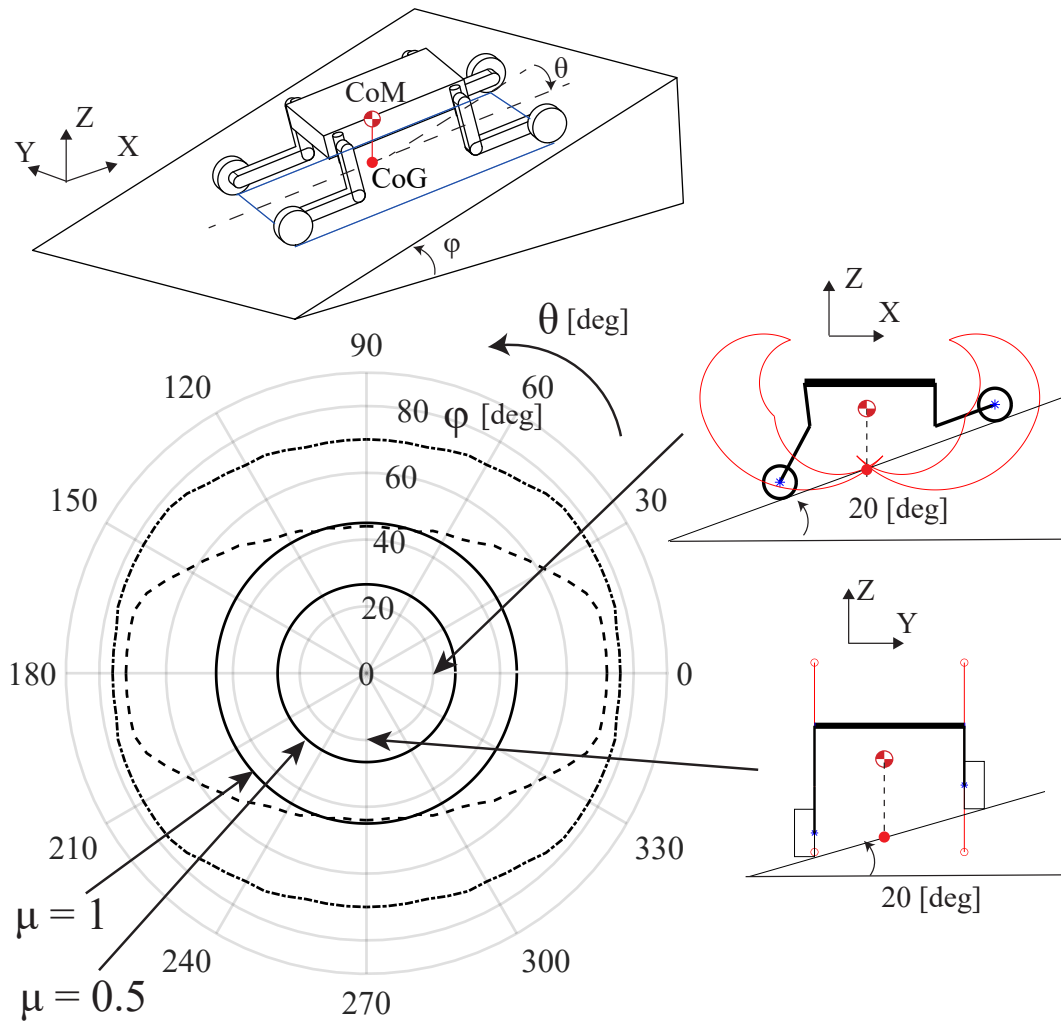 θ
CoM
Z
Y
X
CoG
φ
θ [deg]
Z
X
90
120
60
80
φ [deg]
60
150
30
20 [deg]
40
20
Z
Y
180
0
0
210
330
μ = 1
20 [deg]
240
300
μ = 0.5
270